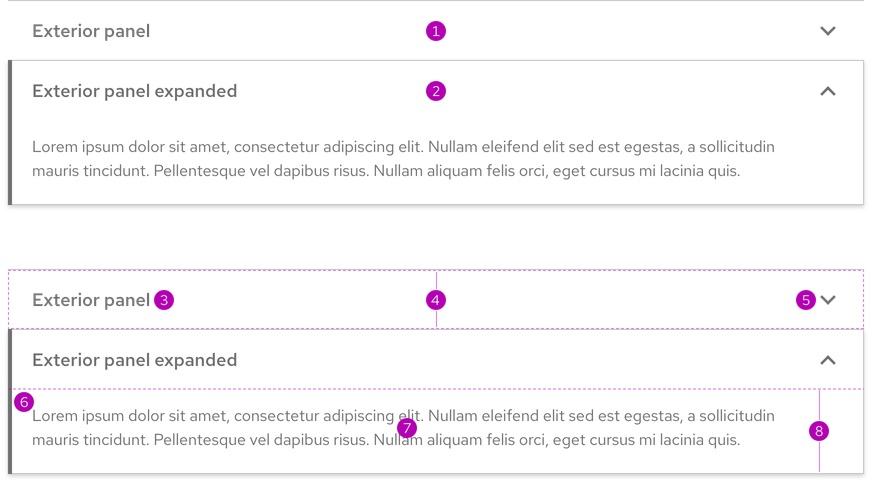 Exterior panel 1
Exterior panel expanded 2
Lorem ipsum dolor sit amet, consectetur adipiscing elit. Nullam eleifend elit sed est egestas, a sollicitudin
mauris tincidunt. Pellentesque vel dapibus risus. Nullam aliquam felis orci, eget cursus mi lacinia quis.
Exterior panel 3 4 5
Exterior panel expanded
6
Lorem ipsum dolor sit amet, consectetur adipiscing elit. Nullam eleifend elit sed est egestas, a sollicitudin
7 8
mauris tincidunt. Pellentesque vel dapibus risus. Nullam aliquam felis orci, eget cursus mi lacinia quis.